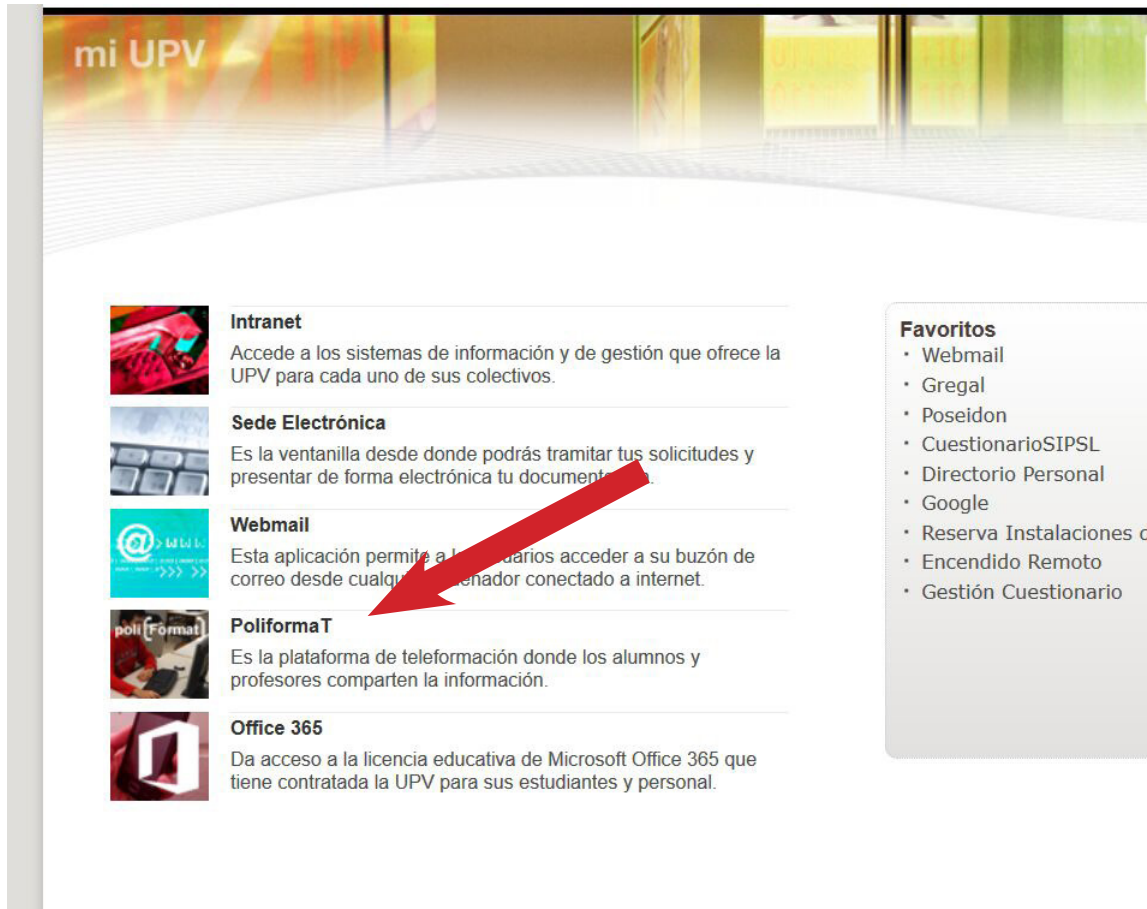 mi UPV
Intranet
Accede a los sistemas de información y de gestión que ofrece la
UPV para cada uno de sus colectivos.
Sede Electrónica
Es la ventanilla desde donde podrás tramitar tus solicitudes y
presentar de forma electrónica tu
Webmail
Esta aplicación permite a acceder a su buzón de
correo desde conectado a internet.
poli[Format]
PoliformaT
Es la plataforma de teleformación donde los alumnos y
profesores comparten la información.
Office 365
Da acceso a la licencia educativa de Microsoft Office 365 que
tiene contratada la UPV para sus estudiantes y personal.
Favoritos
· Webmail
· Gregal
· Poseidon
· CuestionarioSIPSL
· Directorio Personal
· Google
· Reserva Instalaciones
· Encendido Remoto
· Gestión Cuestionario